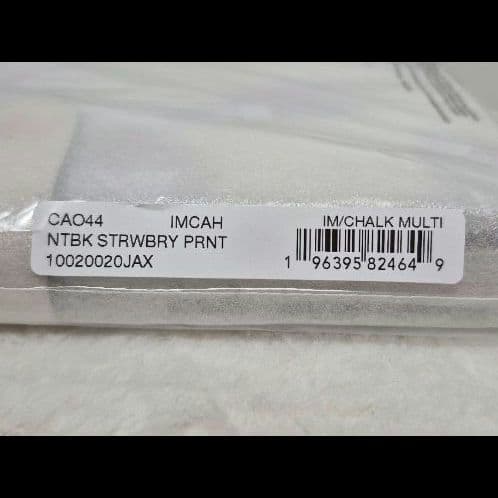 CAO44 IMCAH IM/CHALK MULTI
NTBK STRWBRY PRNT
10020020JAX
1 96395 82464 9